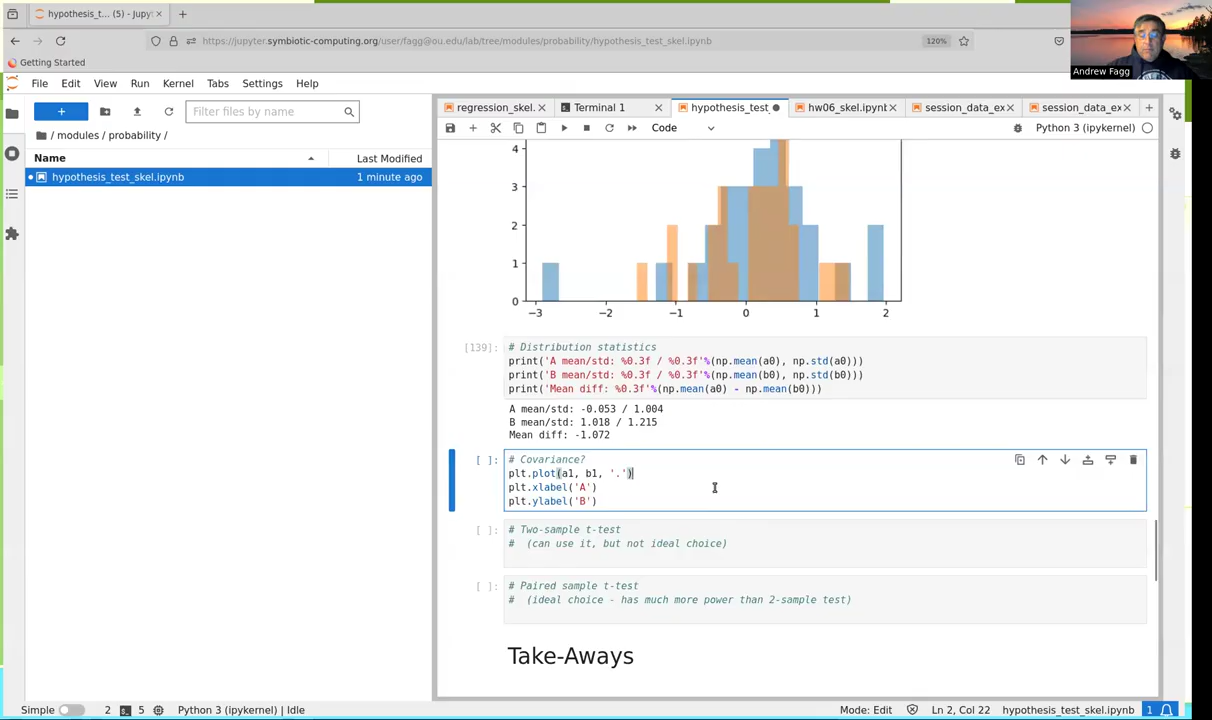 hypothesis_t... (5) - Jupyt
https://jupyter.symbiotic-computing.org/user/fagg@ou.edu/lab/tree/modules/probability/hypothesis_test_skel.ipynb
120%
Getting Started
Andrew Fagg
File Edit View Run Kernel Tabs Settings Help
Filter files by name
/ modules / probability /
Name Last Modified
hypothesis_test_skel.ipynb 1 minute ago
regression_skel. Terminal 1 hypothesis_test_ hw06_skel.ipynt session_data_ex session_data_ex
Code Python 3 (ipykernel)
4
3
2
1
0
−3 −2 −1 0 1 2
[139]:
# Distribution statistics
print('A mean/std: %0.3f / %0.3f'%(np.mean(a0), np.std(a0)))
print('B mean/std: %0.3f / %0.3f'%(np.mean(b0), np.std(b0)))
print('Mean diff: %0.3f'%(np.mean(a0) - np.mean(b0)))
A mean/std: -0.053 / 1.004
B mean/std: 1.018 / 1.215
Mean diff: -1.072
[ ]:
# Covariance?
plt.plot(a1, b1, '.')
plt.xlabel('A')
plt.ylabel('B')
[ ]:
# Two-sample t-test
#  (can use it, but not ideal choice)
[ ]:
# Paired sample t-test
#  (ideal choice - has much more power than 2-sample test)
Take-Aways
Simple 2 5 Python 3 (ipykernel) | Idle Mode: Edit Ln 2, Col 22 hypothesis_test_skel.ipynb 1